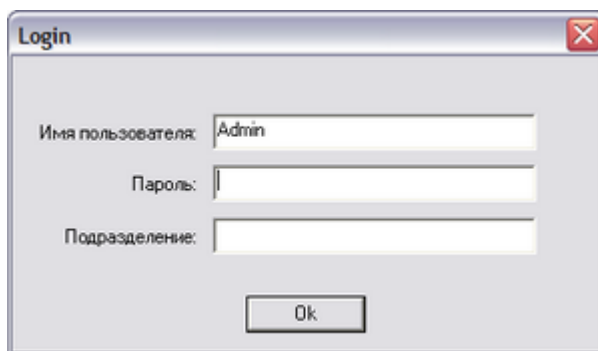 Login
Имя пользователя: Admin
Пароль:
Подразделение:
Ok